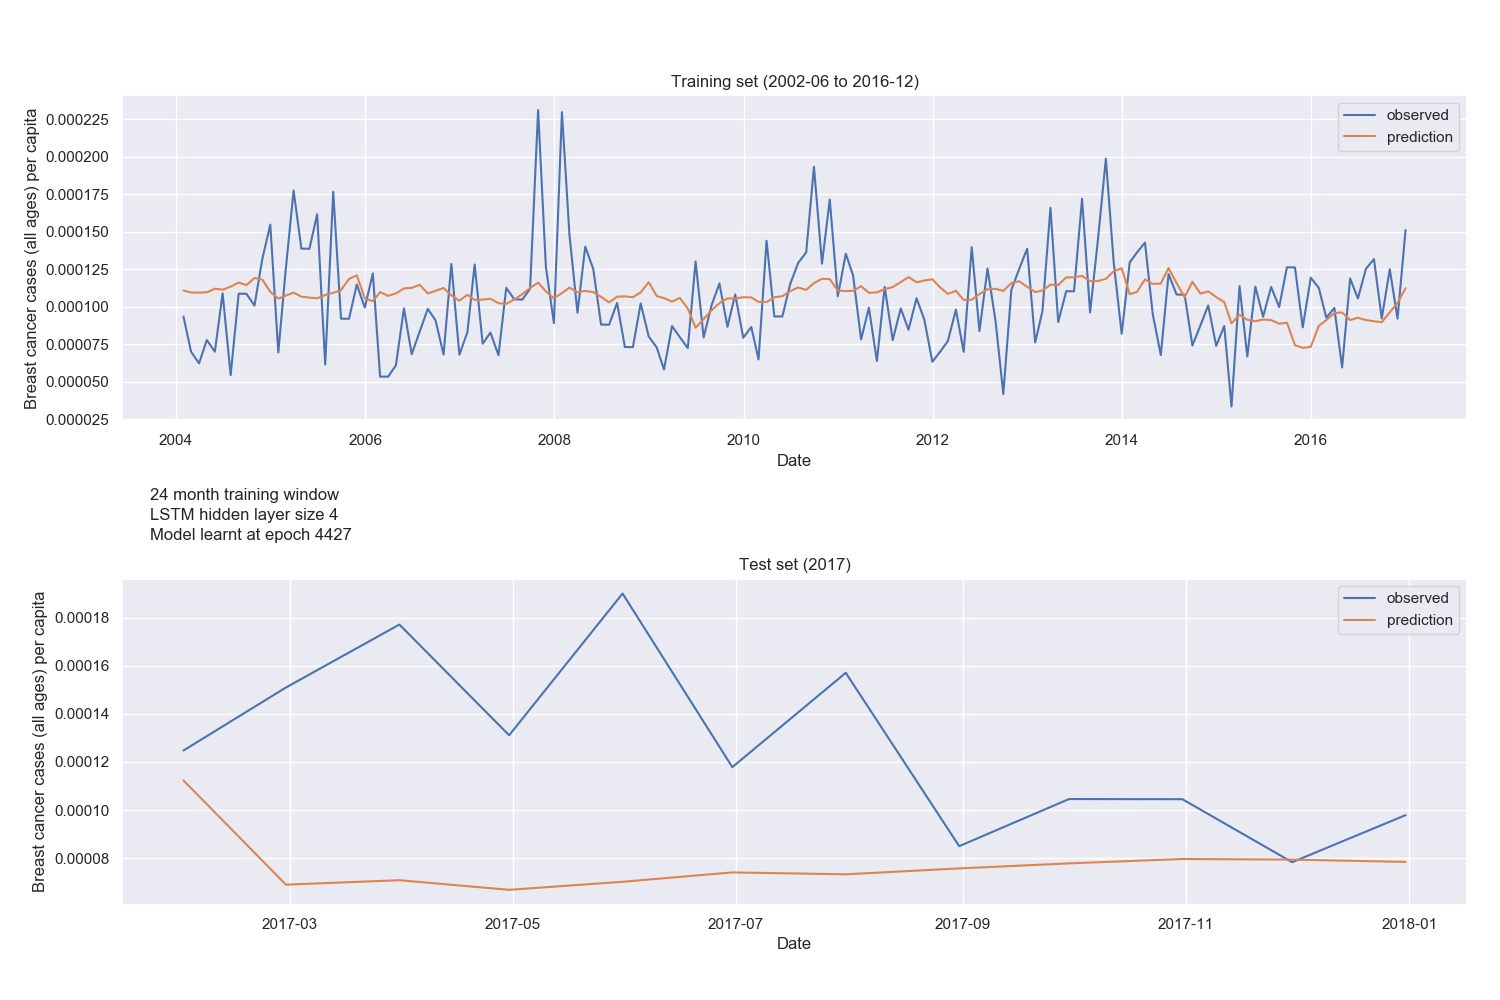 Training set (2002-06 to 2016-12)
Breast cancer cases (all ages) per capita
0.000225
0.000200
0.000175
0.000150
0.000125
0.000100
0.000075
0.000050
0.000025
observed
prediction
2004 2006 2008 2010 2012 2014 2016
Date
24 month training window
LSTM hidden layer size 4
Model learnt at epoch 4427
Test set (2017)
Breast cancer cases (all ages) per capita
0.00018
0.00016
0.00014
0.00012
0.00010
0.00008
observed
prediction
2017-03 2017-05 2017-07 2017-09 2017-11 2018-01
Date